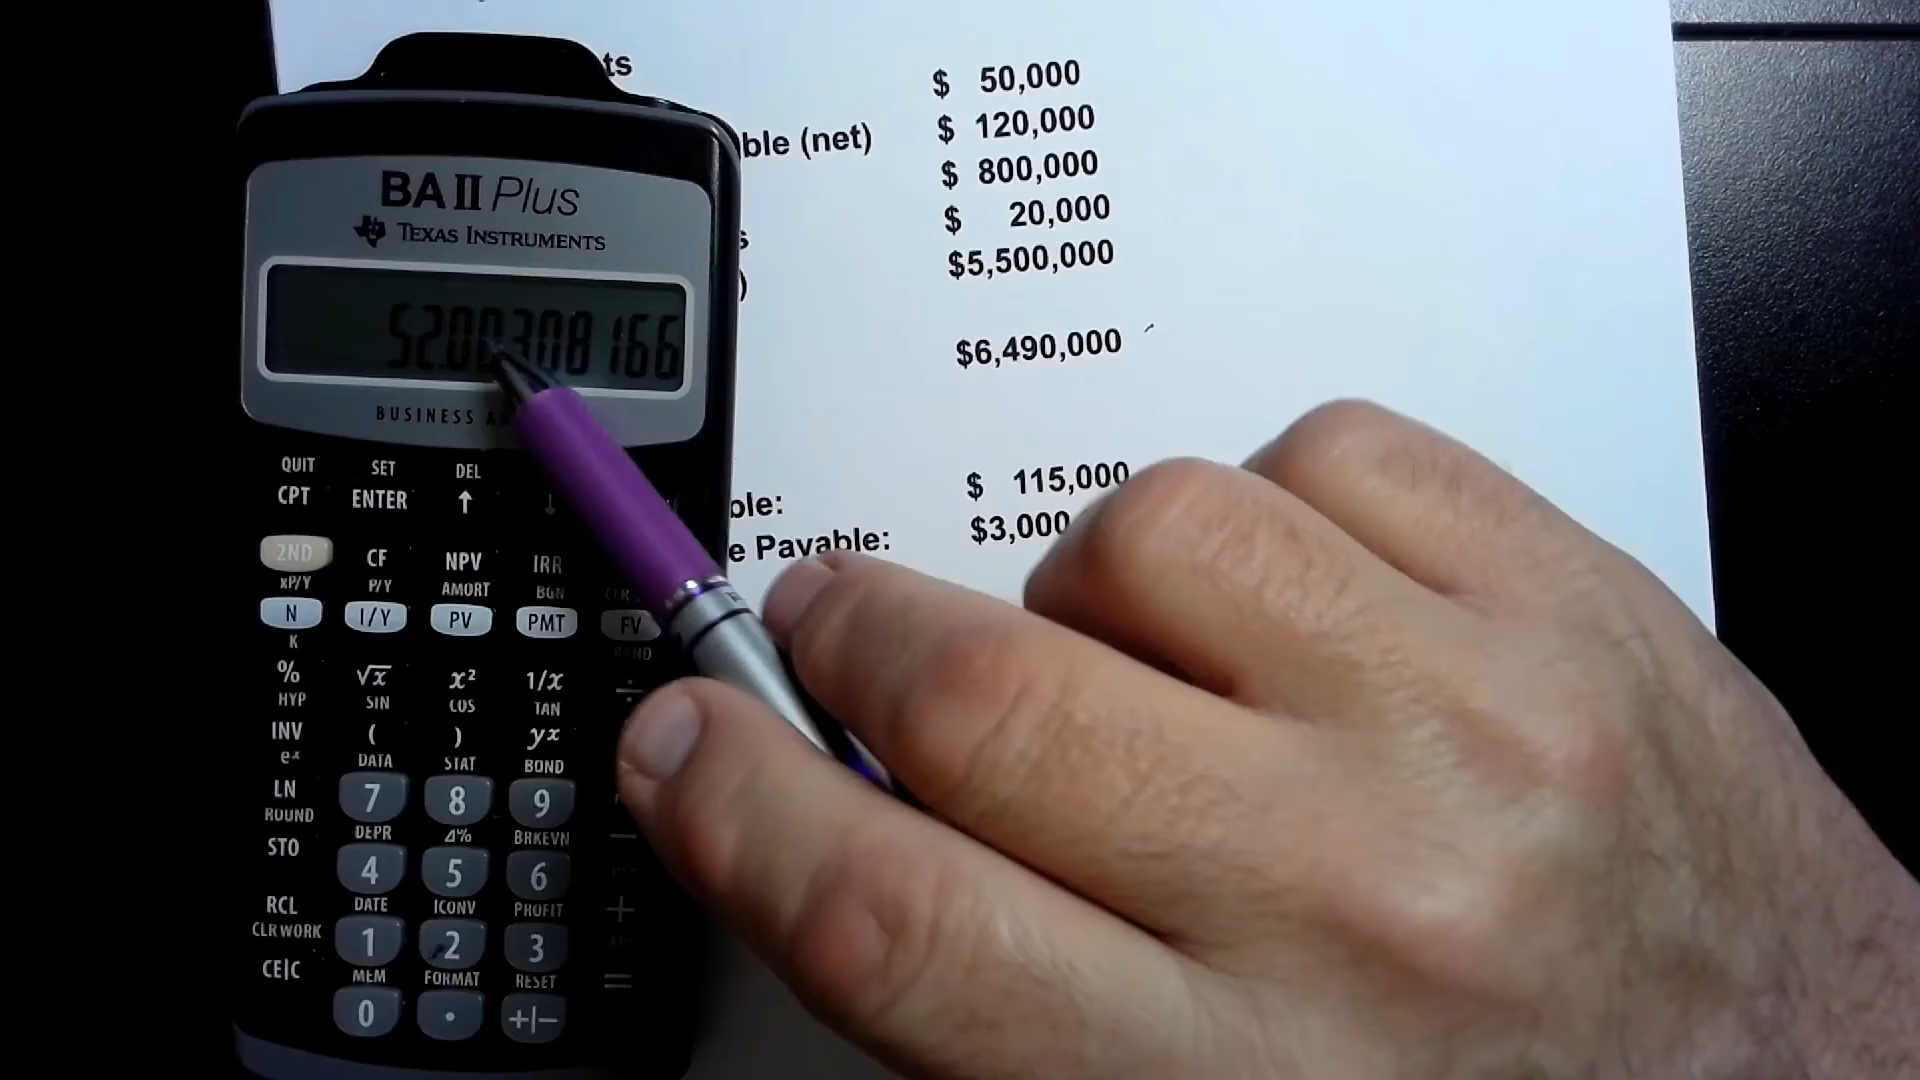 ts
$ 50,000
ble (net)
$ 120,000
$ 800,000
s
$ 20,000
)
$5,500,000
$6,490,000
ble:
$ 115,000
e Payable:
$3,000
BA II Plus
TEXAS INSTRUMENTS
52.00308166
BUSINESS A
QUIT SET DEL
CPT ENTER ↑ ↓
2ND CF NPV IRR
xP/Y P/Y AMORT BGN CLR
N I/Y PV PMT FV
K RAND
% √x x² 1/x ÷
HYP SIN COS TAN
INV ( ) yx
eˣ DATA STAT BOND
LN 7 8 9
ROUND DEPR Δ% BRKEVN
STO 4 5 6 −
DATE ICONV PROFIT
RCL 1 2 3 +
CLR WORK MEM FORMAT RESET
CE|C 0 . +|− =